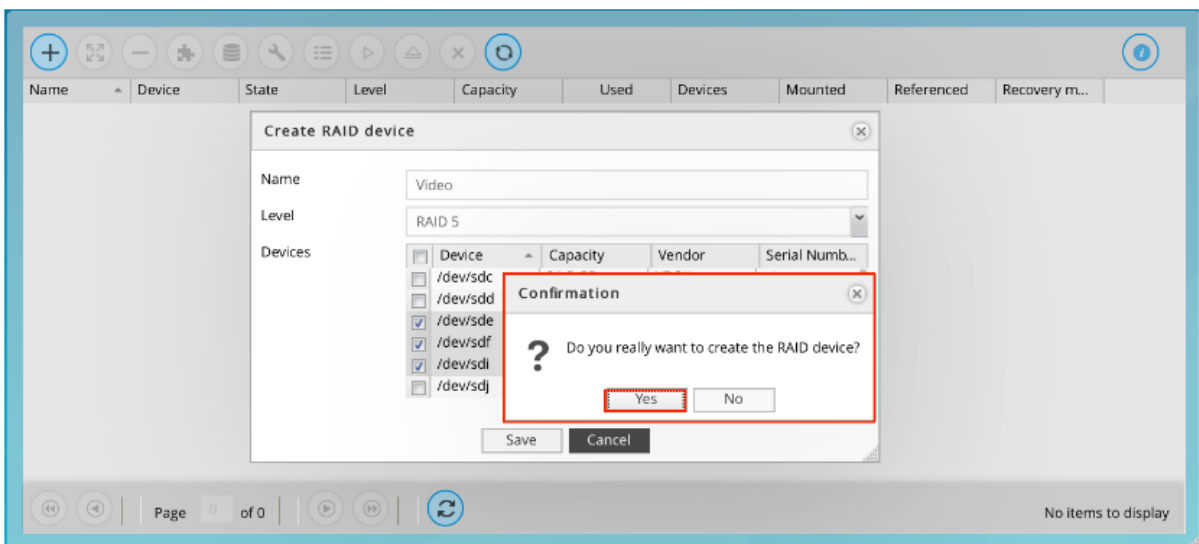 Name Device State Level Capacity Used Devices Mounted Referenced Recovery m...
Create RAID device
Name Video
Level RAID 5
Devices
Device Capacity Vendor Serial Numb...
/dev/sdc
/dev/sdd
/dev/sde
/dev/sdf
/dev/sdi
/dev/sdj
Confirmation
? Do you really want to create the RAID device?
Yes No
Save Cancel
Page 0 of 0 No items to display